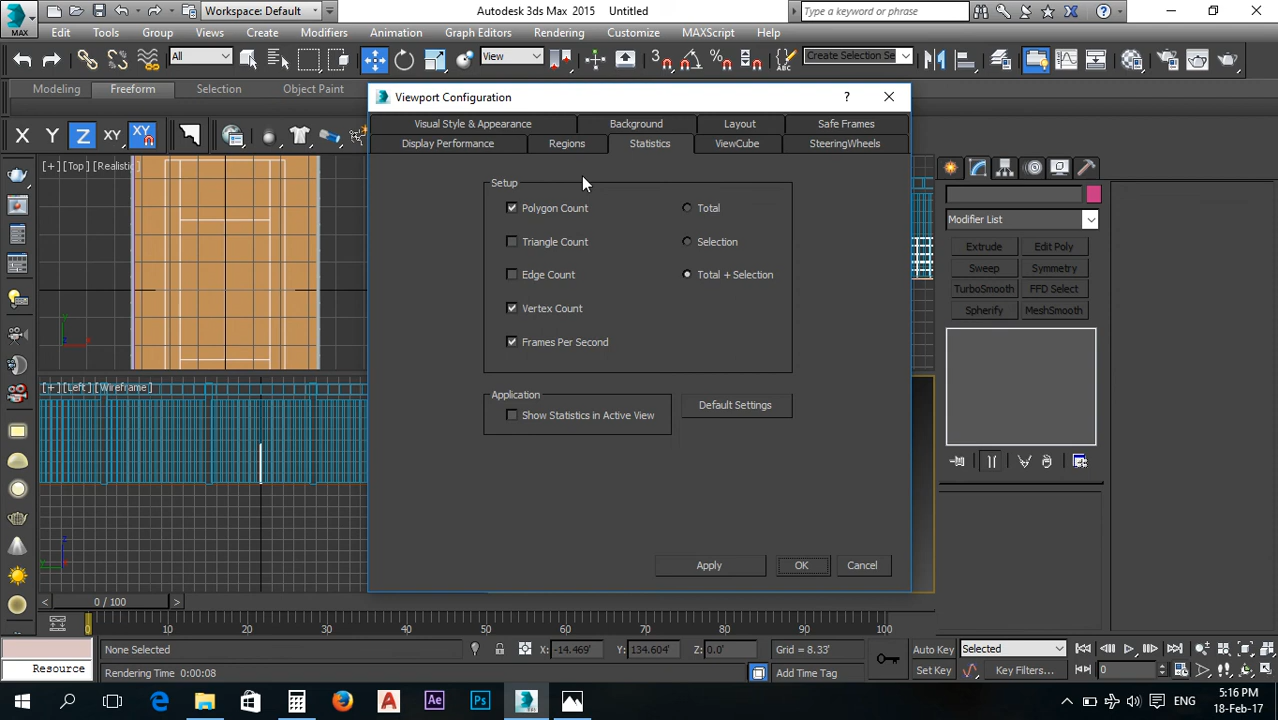 Workspace: Default
Autodesk 3ds Max 2015 Untitled
Type a keyword or phrase
MAX
Edit Tools Group Views Create Modifiers Animation Graph Editors Rendering Customize MAXScript Help
All
View
Create Selection Se
Modeling Freeform Selection Object Paint
Viewport Configuration
?
Visual Style & Appearance Background Layout Safe Frames
Display Performance Regions Statistics ViewCube SteeringWheels
X Y Z XY XY
[+] [Top] [Realistic]
Setup
Polygon Count
Triangle Count
Edge Count
Vertex Count
Frames Per Second
Total
Selection
Total + Selection
Application
Show Statistics in Active View
Default Settings
Apply OK Cancel
Modifier List
Extrude Edit Poly
Sweep Symmetry
TurboSmooth FFD Select
Spherify MeshSmooth
[+] [Left] [Wireframe]
0 / 100
0 10 20 30 40 50 60 70 80 90 100
None Selected
X: -14.469' Y: 134.604' Z: 0.0' Grid = 8.33'
Auto Key Selected
Resource
Rendering Time 0:00:08
Add Time Tag
Set Key Key Filters...
0
ENG
5:16 PM
18-Feb-17